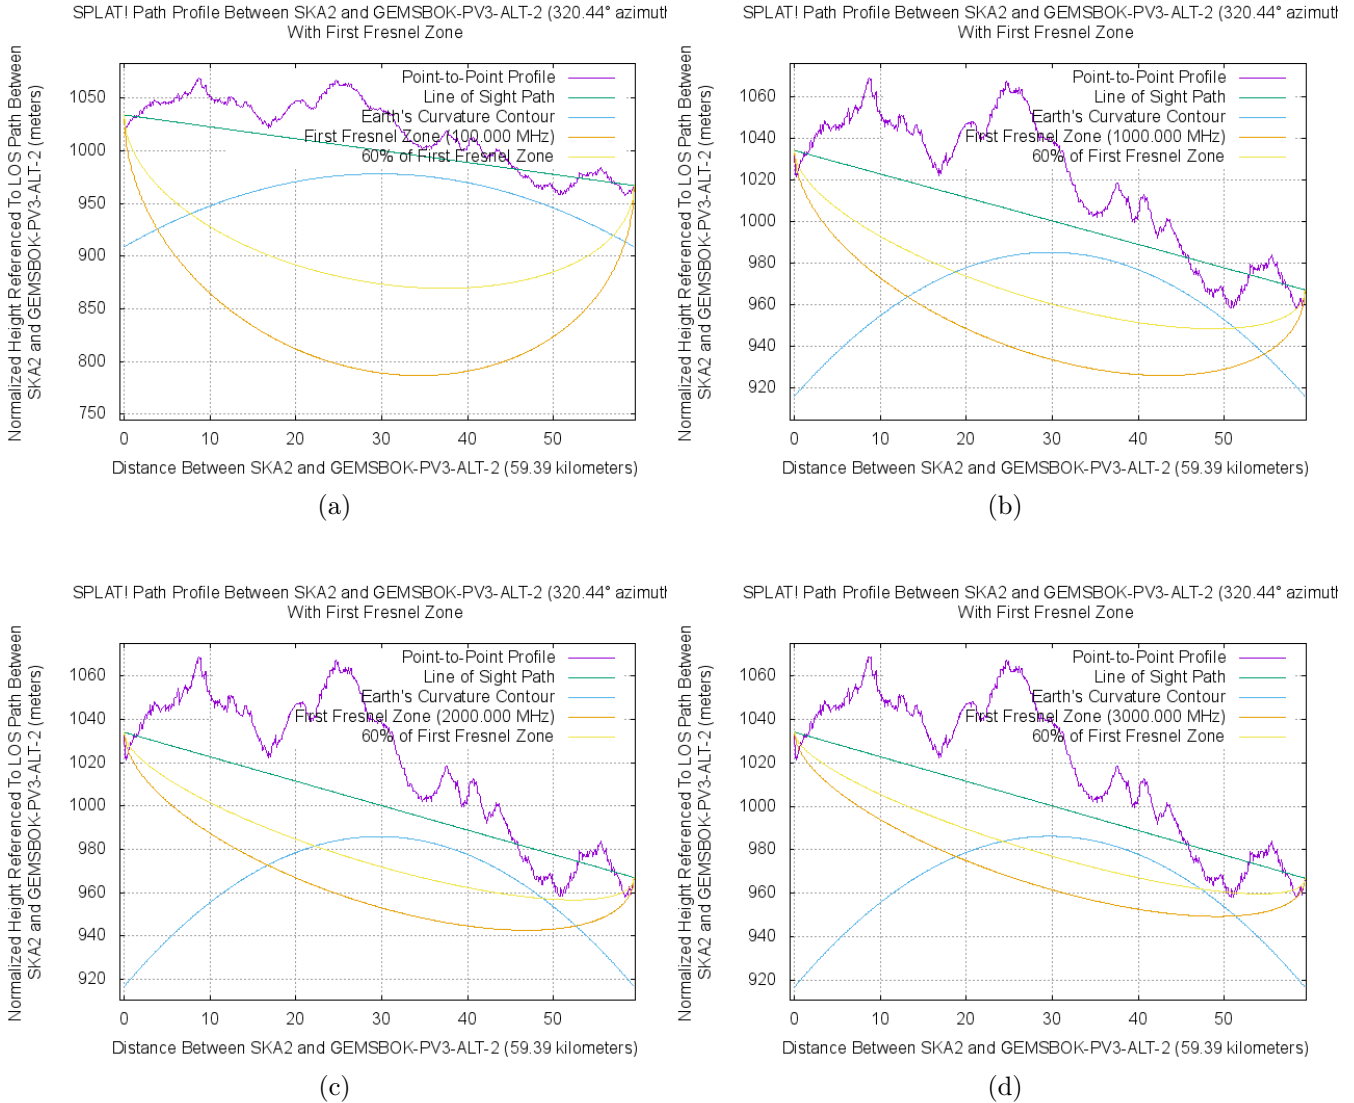 SPLAT! Path Profile Between SKA2 and GEMSBOK-PV3-ALT-2 (320.44° azimuth
With First Fresnel Zone
Normalized Height Referenced To LOS Path Between
SKA2 and GEMSBOK-PV3-ALT-2 (meters)
Point-to-Point Profile
Line of Sight Path
Earth's Curvature Contour
First Fresnel Zone (100.000 MHz)
60% of First Fresnel Zone
1050
1000
950
900
850
800
750
0 10 20 30 40 50
Distance Between SKA2 and GEMSBOK-PV3-ALT-2 (59.39 kilometers)
(a)
SPLAT! Path Profile Between SKA2 and GEMSBOK-PV3-ALT-2 (320.44° azimuth
With First Fresnel Zone
Normalized Height Referenced To LOS Path Between
SKA2 and GEMSBOK-PV3-ALT-2 (meters)
Point-to-Point Profile
Line of Sight Path
Earth's Curvature Contour
First Fresnel Zone (1000.000 MHz)
60% of First Fresnel Zone
1060
1040
1020
1000
980
960
940
920
0 10 20 30 40 50
Distance Between SKA2 and GEMSBOK-PV3-ALT-2 (59.39 kilometers)
(b)
SPLAT! Path Profile Between SKA2 and GEMSBOK-PV3-ALT-2 (320.44° azimuth
With First Fresnel Zone
Normalized Height Referenced To LOS Path Between
SKA2 and GEMSBOK-PV3-ALT-2 (meters)
Point-to-Point Profile
Line of Sight Path
Earth's Curvature Contour
First Fresnel Zone (2000.000 MHz)
60% of First Fresnel Zone
1060
1040
1020
1000
980
960
940
920
0 10 20 30 40 50
Distance Between SKA2 and GEMSBOK-PV3-ALT-2 (59.39 kilometers)
(c)
SPLAT! Path Profile Between SKA2 and GEMSBOK-PV3-ALT-2 (320.44° azimuth
With First Fresnel Zone
Normalized Height Referenced To LOS Path Between
SKA2 and GEMSBOK-PV3-ALT-2 (meters)
Point-to-Point Profile
Line of Sight Path
Earth's Curvature Contour
First Fresnel Zone (3000.000 MHz)
60% of First Fresnel Zone
1060
1040
1020
1000
980
960
940
920
0 10 20 30 40 50
Distance Between SKA2 and GEMSBOK-PV3-ALT-2 (59.39 kilometers)
(d)